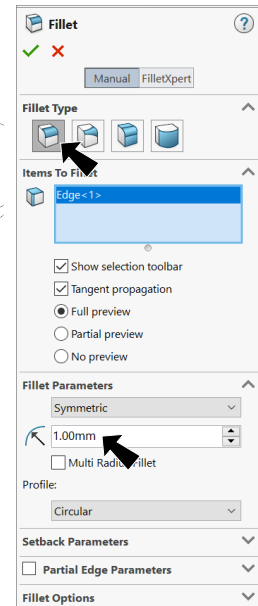 Fillet
Manual FilletXpert
Fillet Type
Items To Fillet
Edge<1>
Show selection toolbar
Tangent propagation
Full preview
Partial preview
No preview
Fillet Parameters
Symmetric
1.00mm
Multi Radius Fillet
Profile:
Circular
Setback Parameters
Partial Edge Parameters
Fillet Options